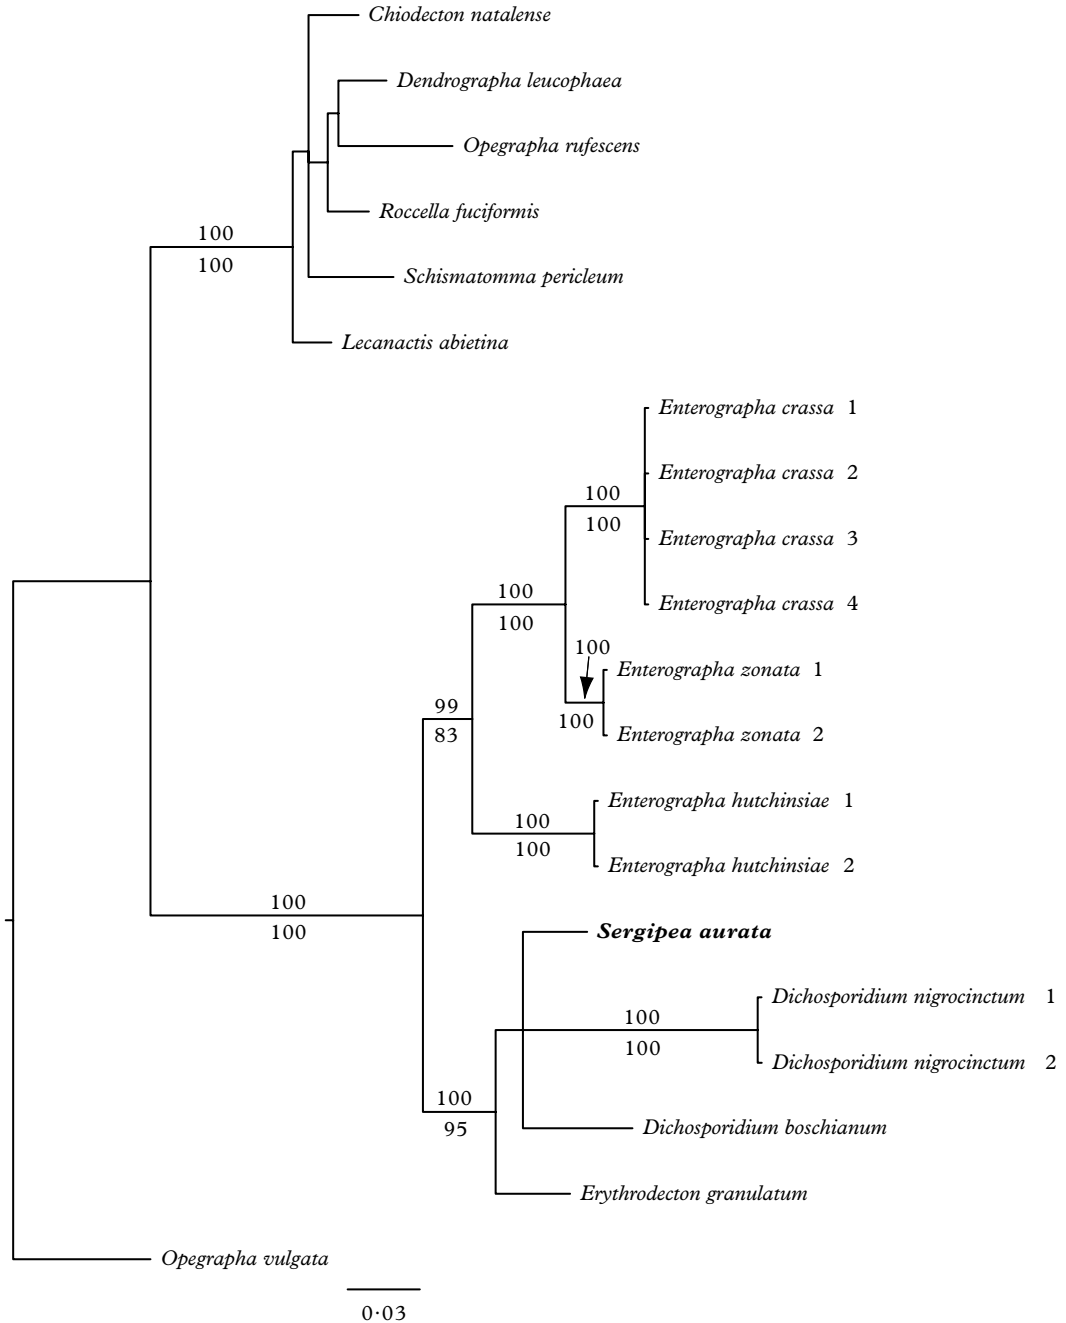 Chiodecton natalense
Dendrographa leucophaea
Opegrapha rufescens
Roccella fuciformis
100
100
Schismatomma pericleum
Lecanactis abietina
Enterographa crassa 1
Enterographa crassa 2
100
100
Enterographa crassa 3
100
Enterographa crassa 4
100
100
Enterographa zonata 1
99
100
83
Enterographa zonata 2
Enterographa hutchinsiae 1
100
100
Enterographa hutchinsiae 2
100
100
Sergipea aurata
Dichosporidium nigrocinctum 1
100
100
Dichosporidium nigrocinctum 2
100
95
Dichosporidium boschianum
Erythrodecton granulatum
Opegrapha vulgata
0·03